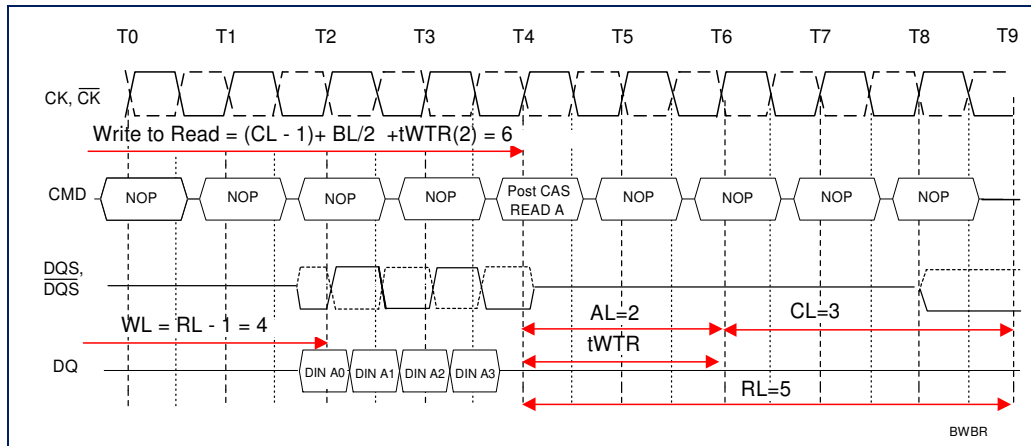 T0 T1 T2 T3 T4 T5 T6 T7 T8 T9
CK, CK
Write to Read = (CL - 1)+ BL/2 +tWTR(2) = 6
CMD NOP NOP NOP NOP Post CAS READ A NOP NOP NOP NOP
DQS,
DQS
AL=2 CL=3
WL = RL - 1 = 4
tWTR
DQ DIN A0 DIN A1 DIN A2 DIN A3
RL=5
BWBR